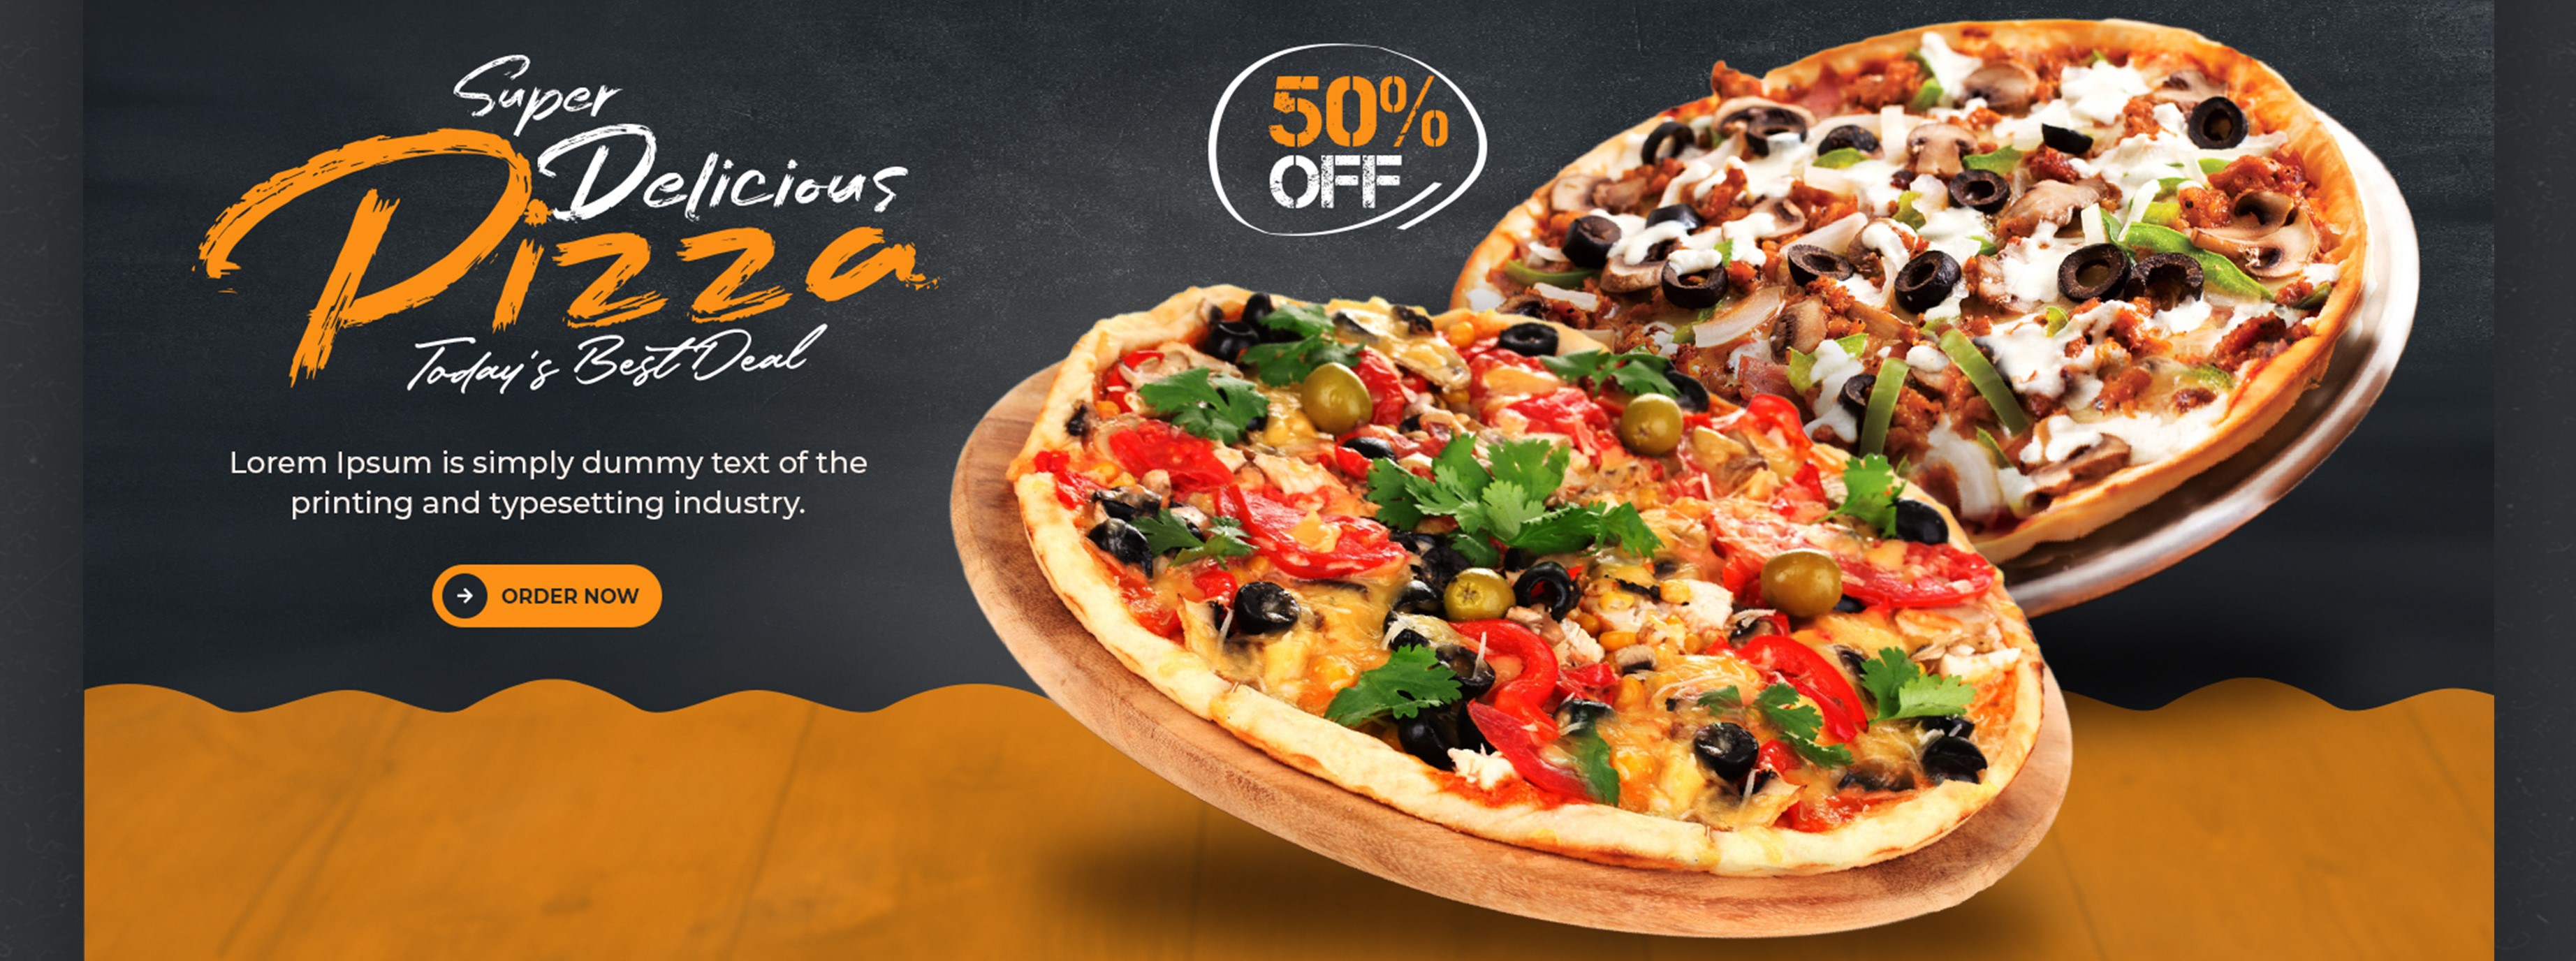 Super
Delicious
Pizza
Today's Best Deal
50%
OFF
Lorem Ipsum is simply dummy text of the
printing and typesetting industry.
ORDER NOW